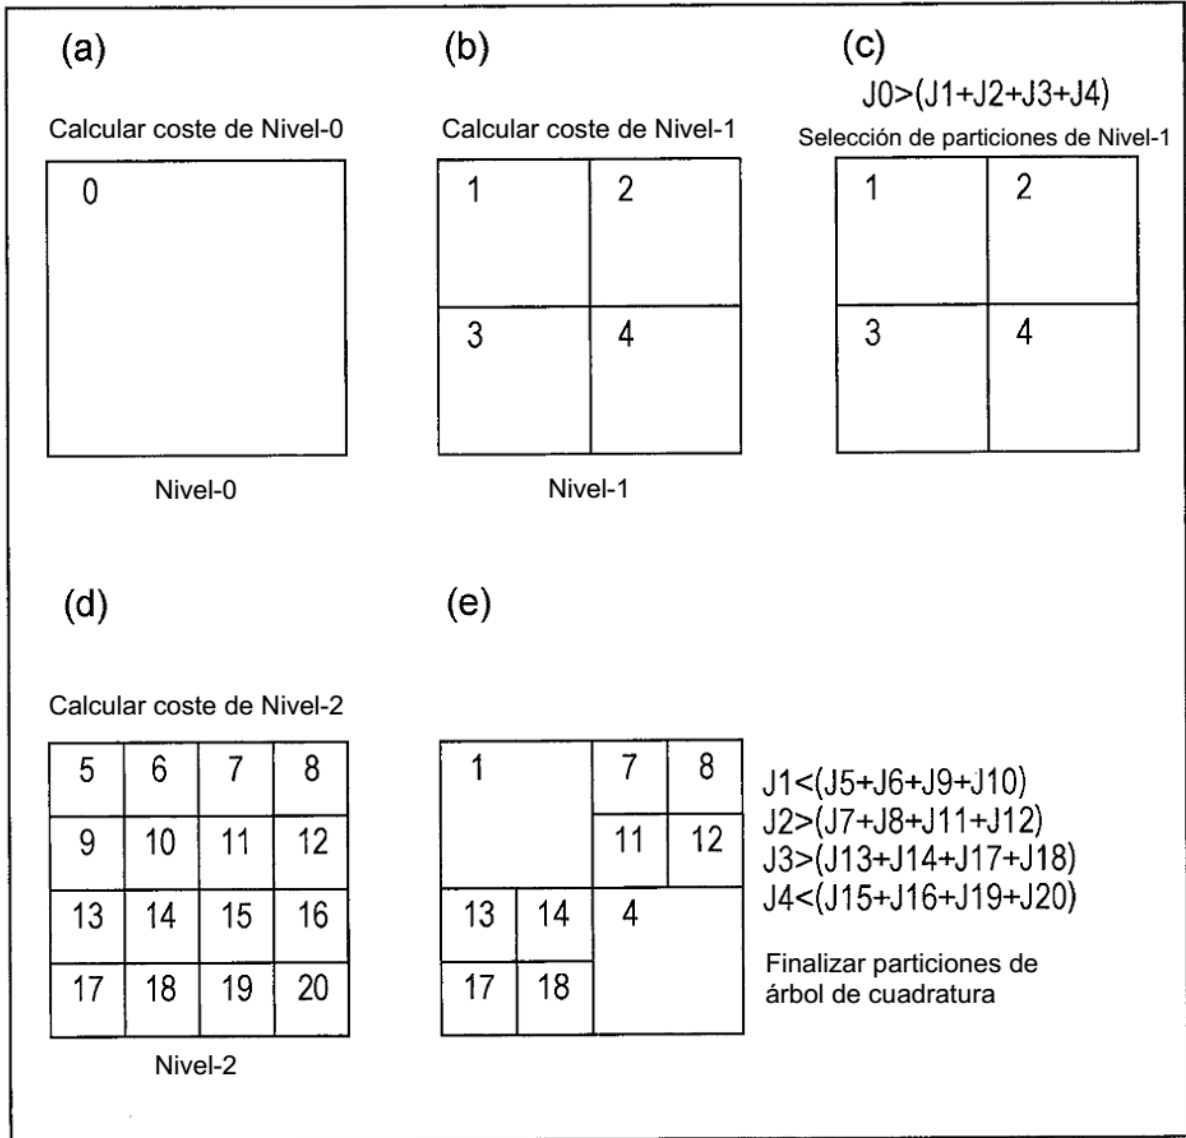 (a)
Calcular coste de Nivel-0
0
Nivel-0
(b)
Calcular coste de Nivel-1
1 2
3 4
Nivel-1
(c)
J0>(J1+J2+J3+J4)
Selección de particiones de Nivel-1
1 2
3 4
(d)
Calcular coste de Nivel-2
5 6 7 8
9 10 11 12
13 14 15 16
17 18 19 20
Nivel-2
(e)
1 7 8
11 12
13 14 4
17 18
J1<(J5+J6+J9+J10)
J2>(J7+J8+J11+J12)
J3>(J13+J14+J17+J18)
J4<(J15+J16+J19+J20)
Finalizar particiones de
árbol de cuadratura